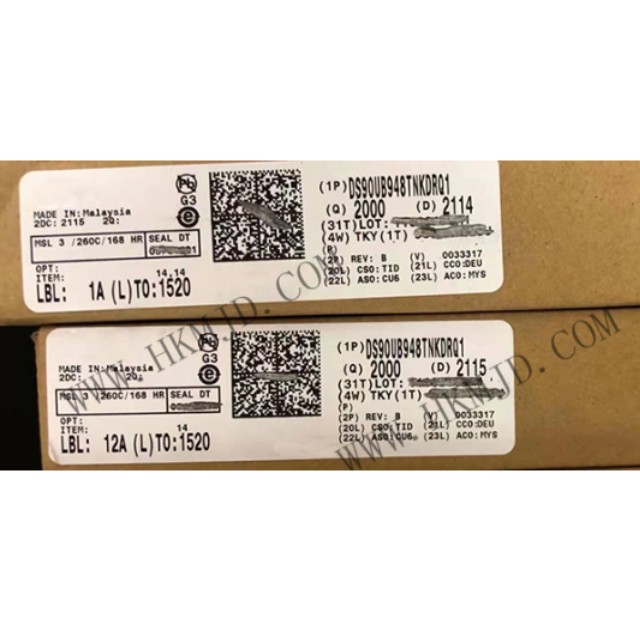 Pb
G3
e
MADE IN: Malaysia
2DC: 2115 2Q:
MSL 3 /260C/168 HR SEAL DT
OPT:
ITEM:
14,14
LBL: 1A (L)TO:1520
(1P) DS90UB948TNKDRQ1
(Q) 2000 (D) 2114
(31T) LOT:
(4W) TKY(1T)
(P)
(2P) REV: B (V) 0033317
(20L) CSO:TID (21L) CCO:DEU
(22L) ASO:CU6 (23L) ACO:MYS
Pb
G3
e
MADE IN: Malaysia
2DC: 2Q:
MSL 3 /260C/168 HR SEAL DT
OPT:
ITEM:
14
LBL: 12A (L)TO:1520
(1P) DS90UB948TNKDRQ1
(Q) 2000 (D) 2115
(31T) LOT:
(4W) TKY(1T)
(P)
(2P) REV: B (V) 0033317
(20L) CSO:TID (21L) CCO:DEU
(22L) ASO:CU6 (23L) ACO:MYS
WWW.HKMJD.COM
WWW.HKMJD.COM